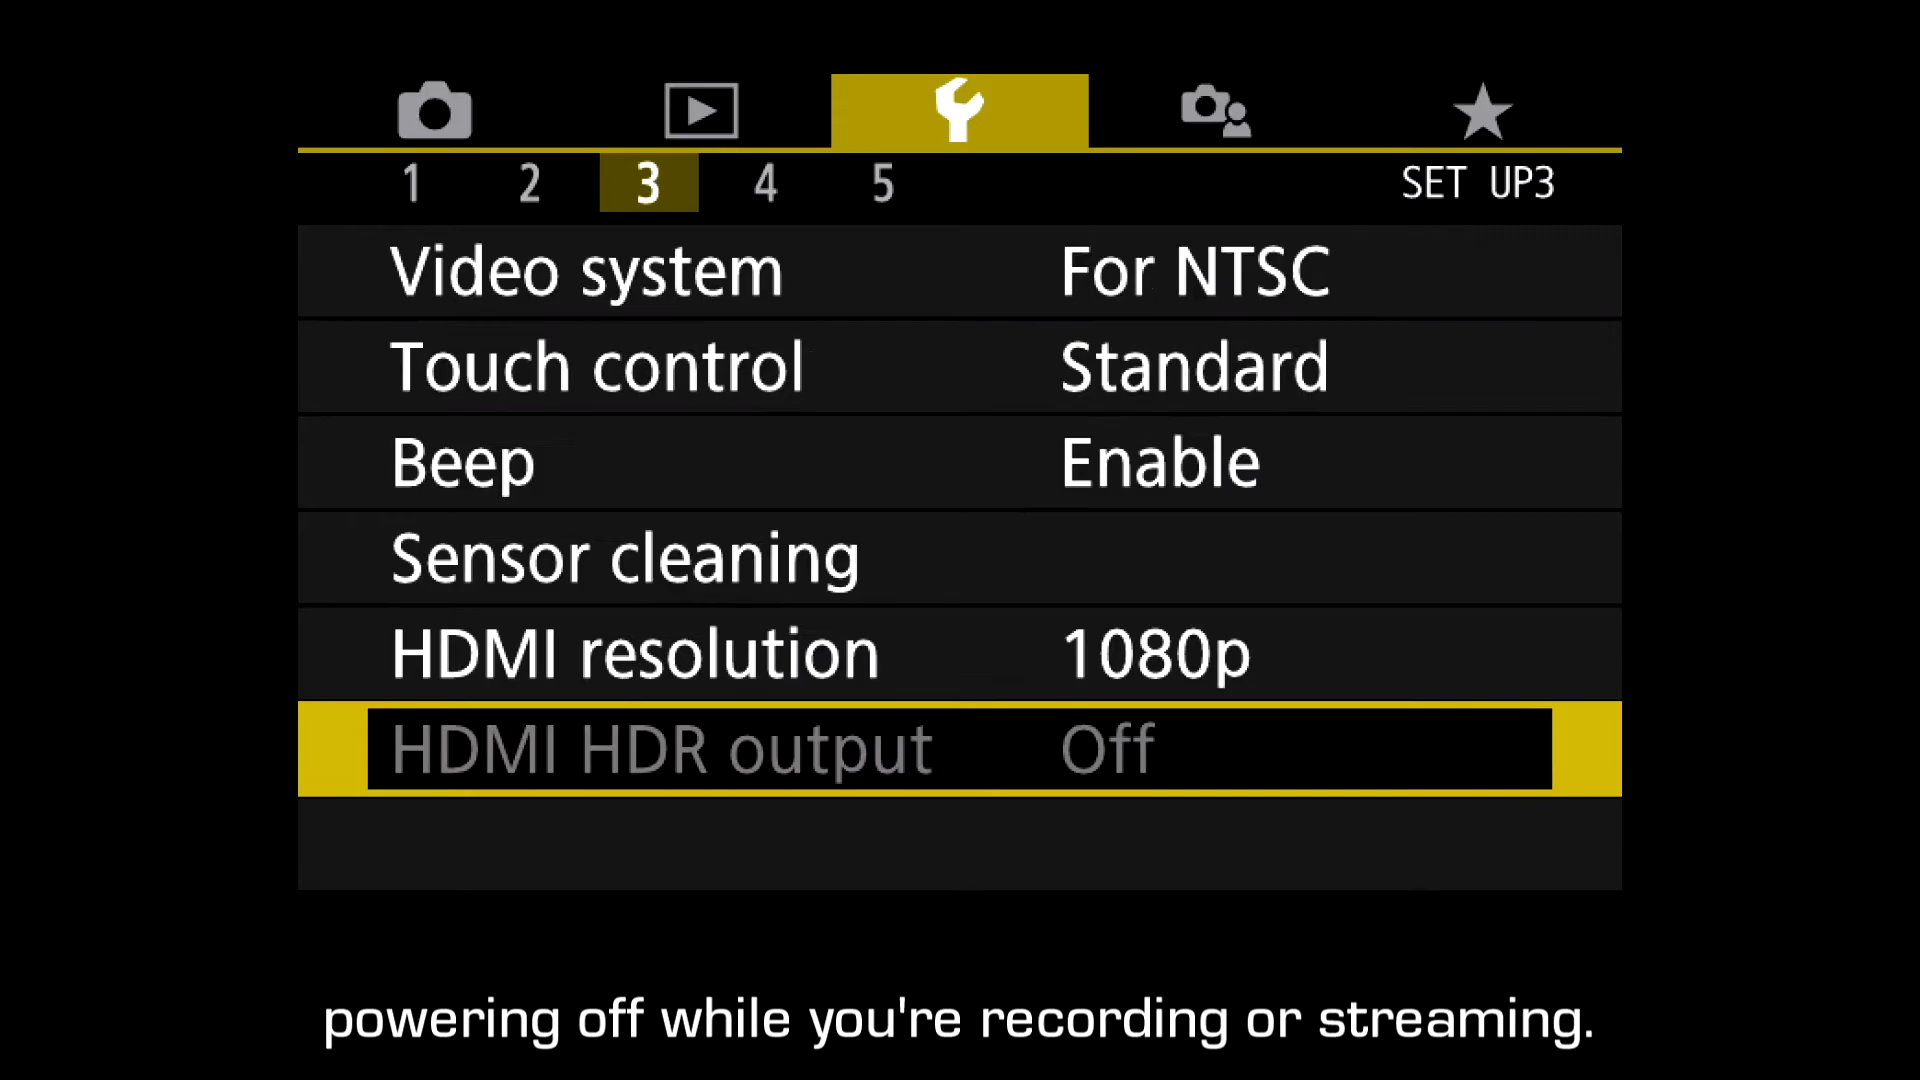 1 2 3 4 5 SET UP3
Video system For NTSC
Touch control Standard
Beep Enable
Sensor cleaning
HDMI resolution 1080p
HDMI HDR output Off
powering off while you're recording or streaming.